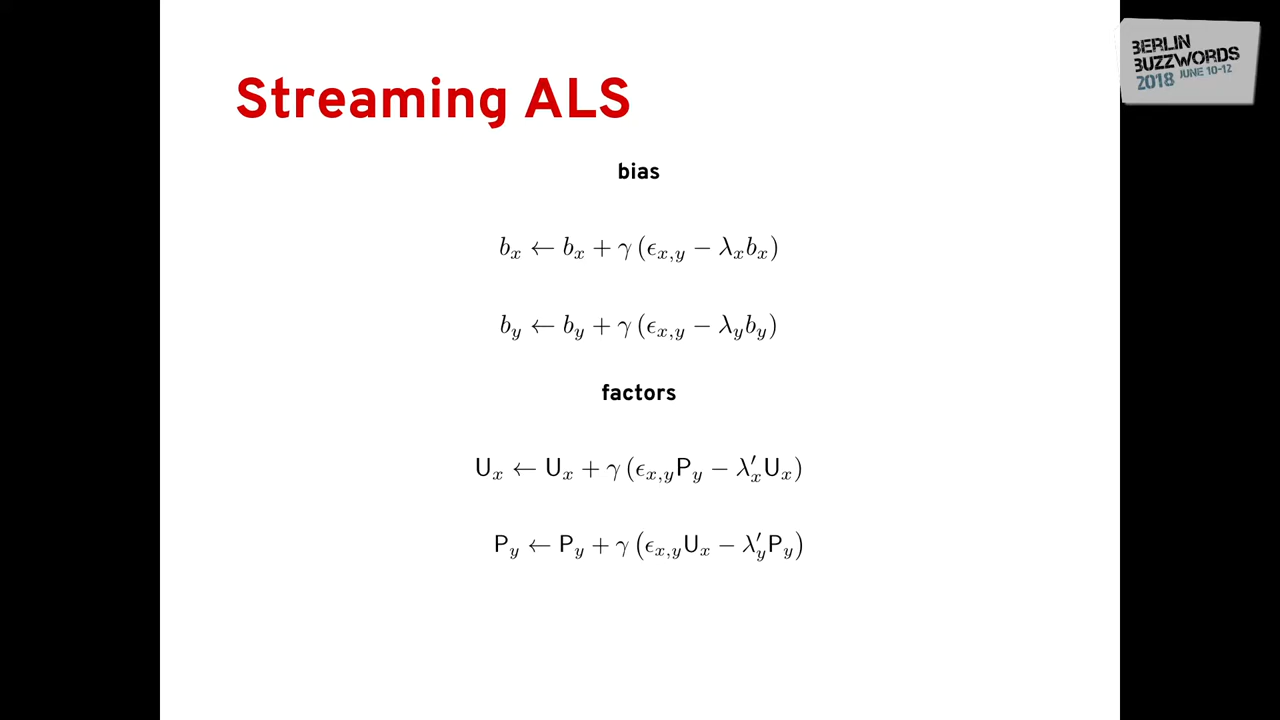 BERLIN
BUZZWORDS
2018 JUNE 10-12
Streaming ALS
bias
b_x ← b_x + γ (ϵ_{x,y} − λ_x b_x)
b_y ← b_y + γ (ϵ_{x,y} − λ_y b_y)
factors
U_x ← U_x + γ (ϵ_{x,y} P_y − λ′_x U_x)
P_y ← P_y + γ (ϵ_{x,y} U_x − λ′_y P_y)